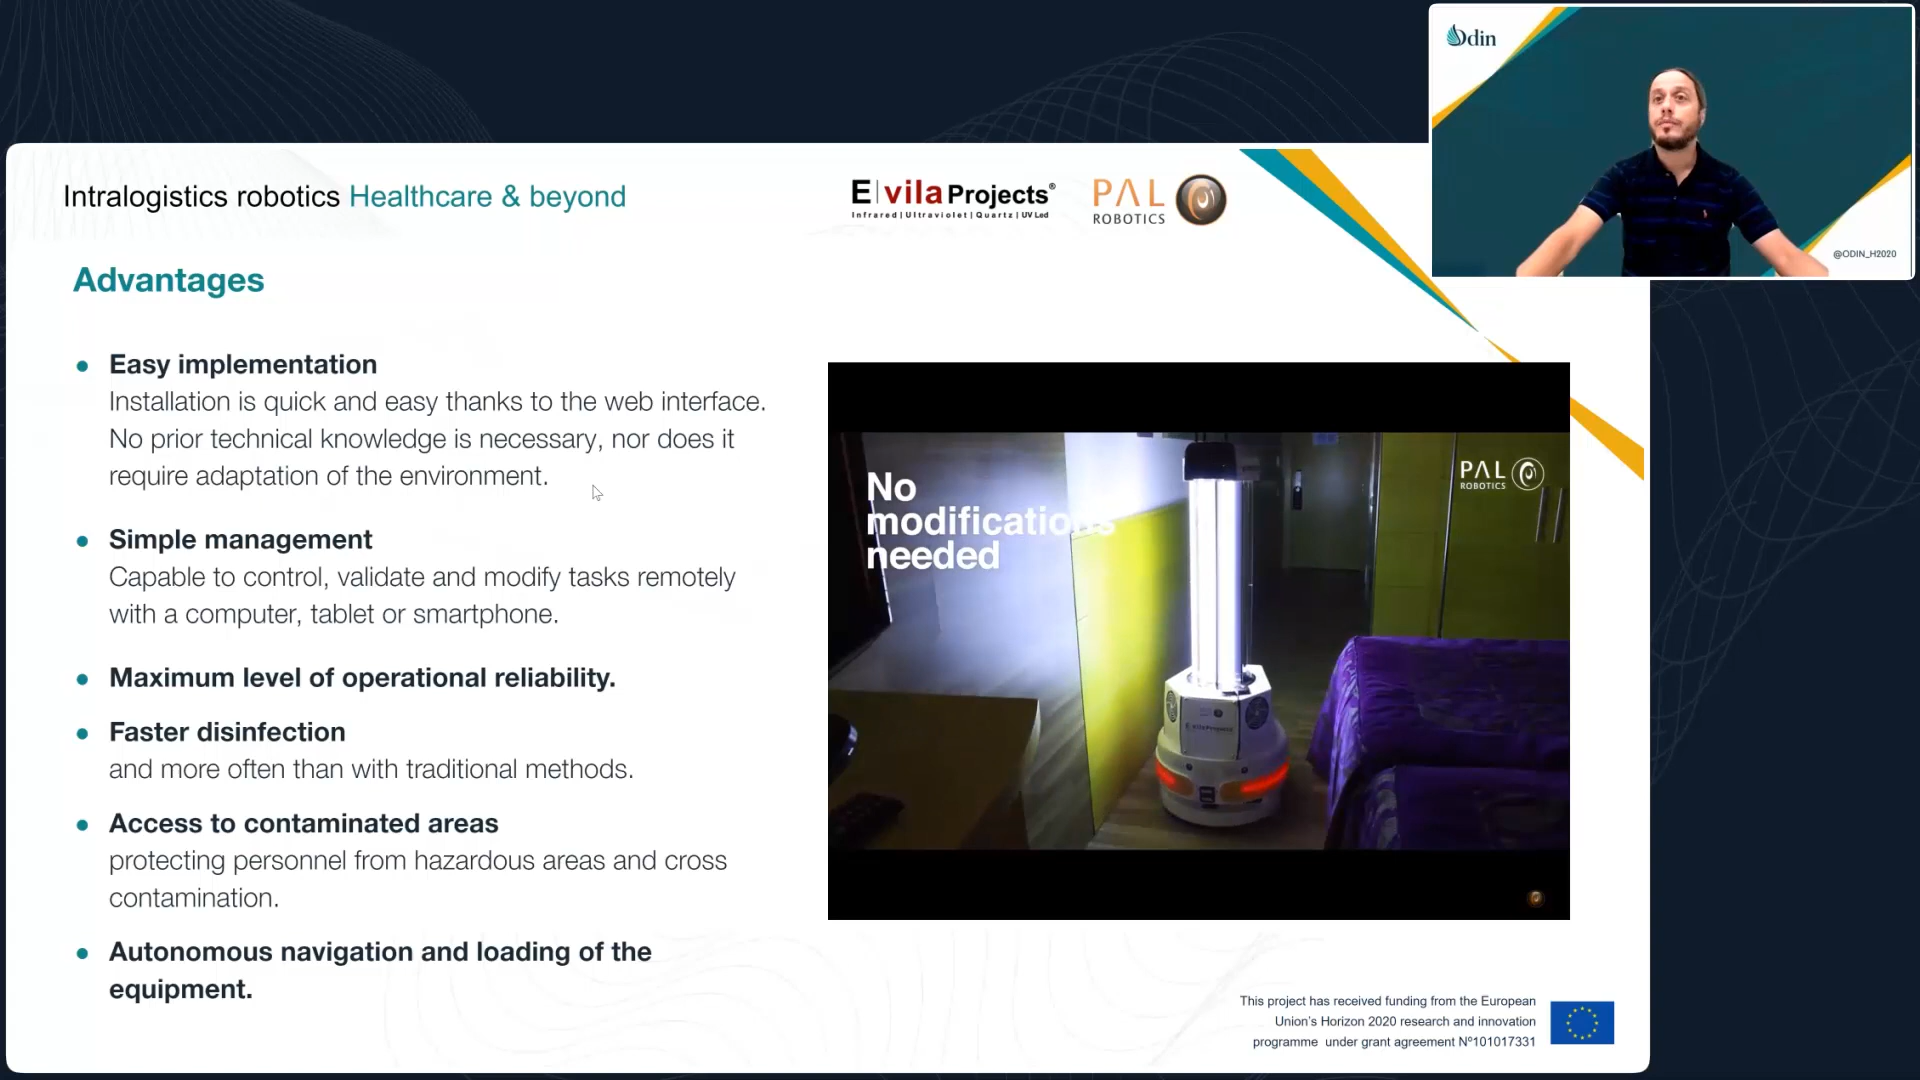 Odin
@ODIN_H2020
Intralogistics robotics Healthcare & beyond
E|vila Projects®
Infrared | Ultraviolet | Quartz | UV Led
PAL
ROBOTICS
Advantages
• Easy implementation
Installation is quick and easy thanks to the web interface.
No prior technical knowledge is necessary, nor does it
require adaptation of the environment.
• Simple management
Capable to control, validate and modify tasks remotely
with a computer, tablet or smartphone.
• Maximum level of operational reliability.
• Faster disinfection
and more often than with traditional methods.
• Access to contaminated areas
protecting personnel from hazardous areas and cross
contamination.
• Autonomous navigation and loading of the
equipment.
No
modifications
needed
PAL
ROBOTICS
E|vila Projects
This project has received funding from the European
Union's Horizon 2020 research and innovation
programme under grant agreement Nº101017331